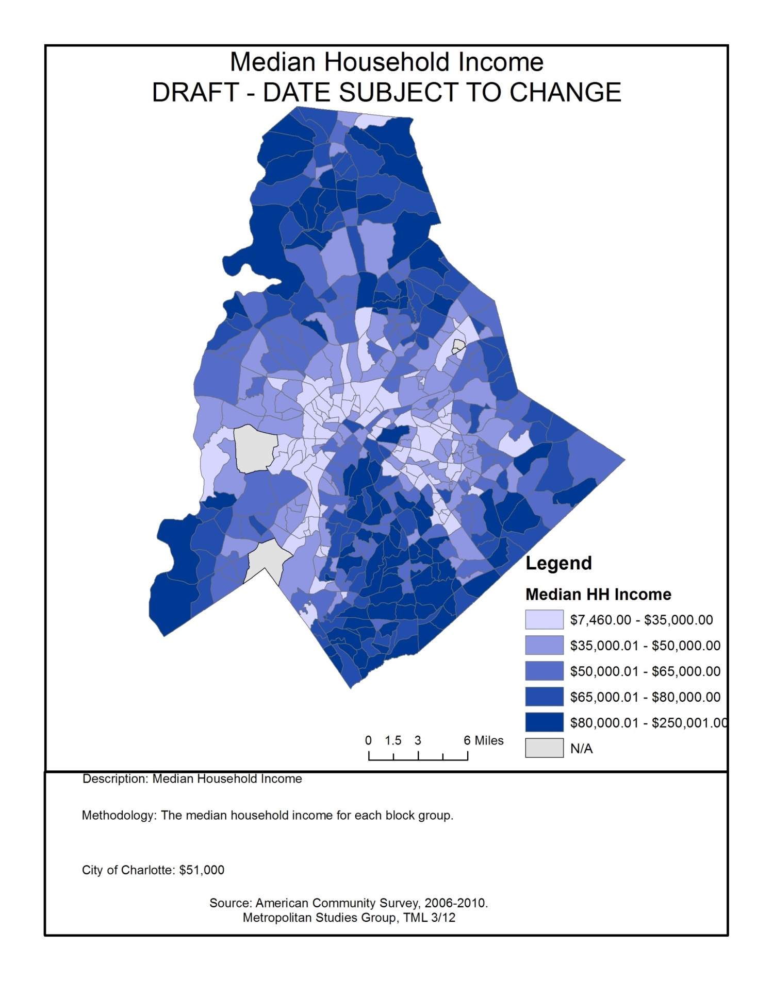 Median Household Income
DRAFT - DATE SUBJECT TO CHANGE
Legend
Median HH Income
$7,460.00 - $35,000.00
$35,000.01 - $50,000.00
$50,000.01 - $65,000.00
$65,000.01 - $80,000.00
$80,000.01 - $250,001.00
N/A
0 1.5 3 6 Miles
Description: Median Household Income
Methodology: The median household income for each block group.
City of Charlotte: $51,000
Source: American Community Survey, 2006-2010.
Metropolitan Studies Group, TML 3/12